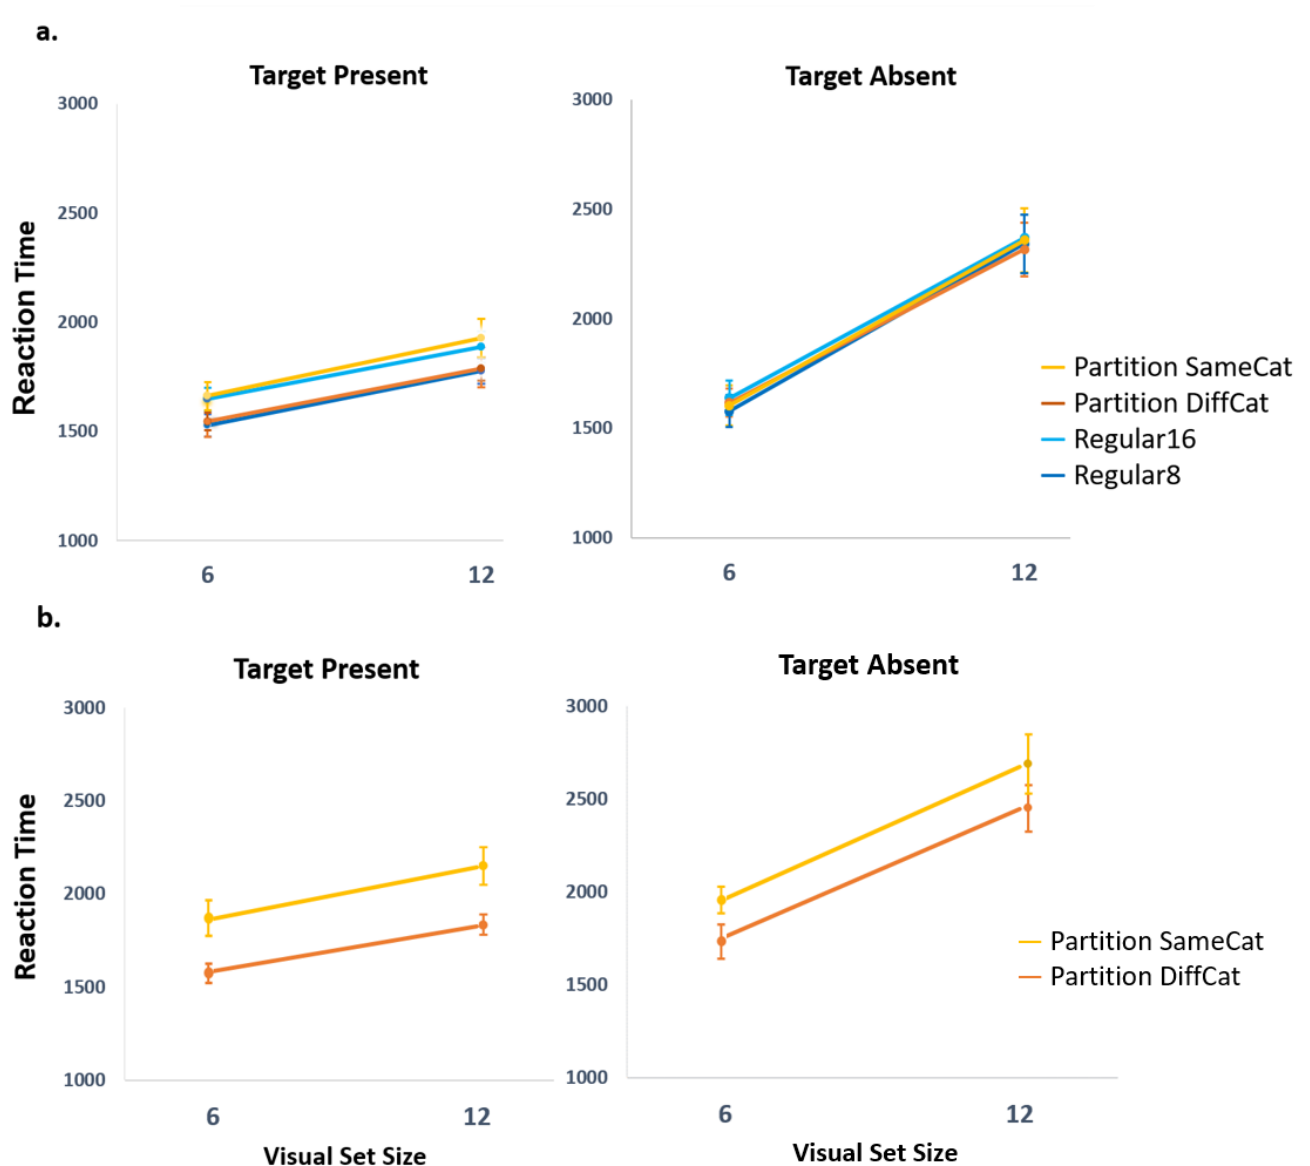 a.
Target Present
Target Absent
3000
2500
2000
1500
1000
Reaction Time
6
12
3000
2500
2000
1500
1000
6
12
Partition SameCat
Partition DiffCat
Regular16
Regular8
b.
Target Present
Target Absent
3000
2500
2000
1500
1000
Reaction Time
6
12
Visual Set Size
3000
2500
2000
1500
1000
6
12
Visual Set Size
Partition SameCat
Partition DiffCat